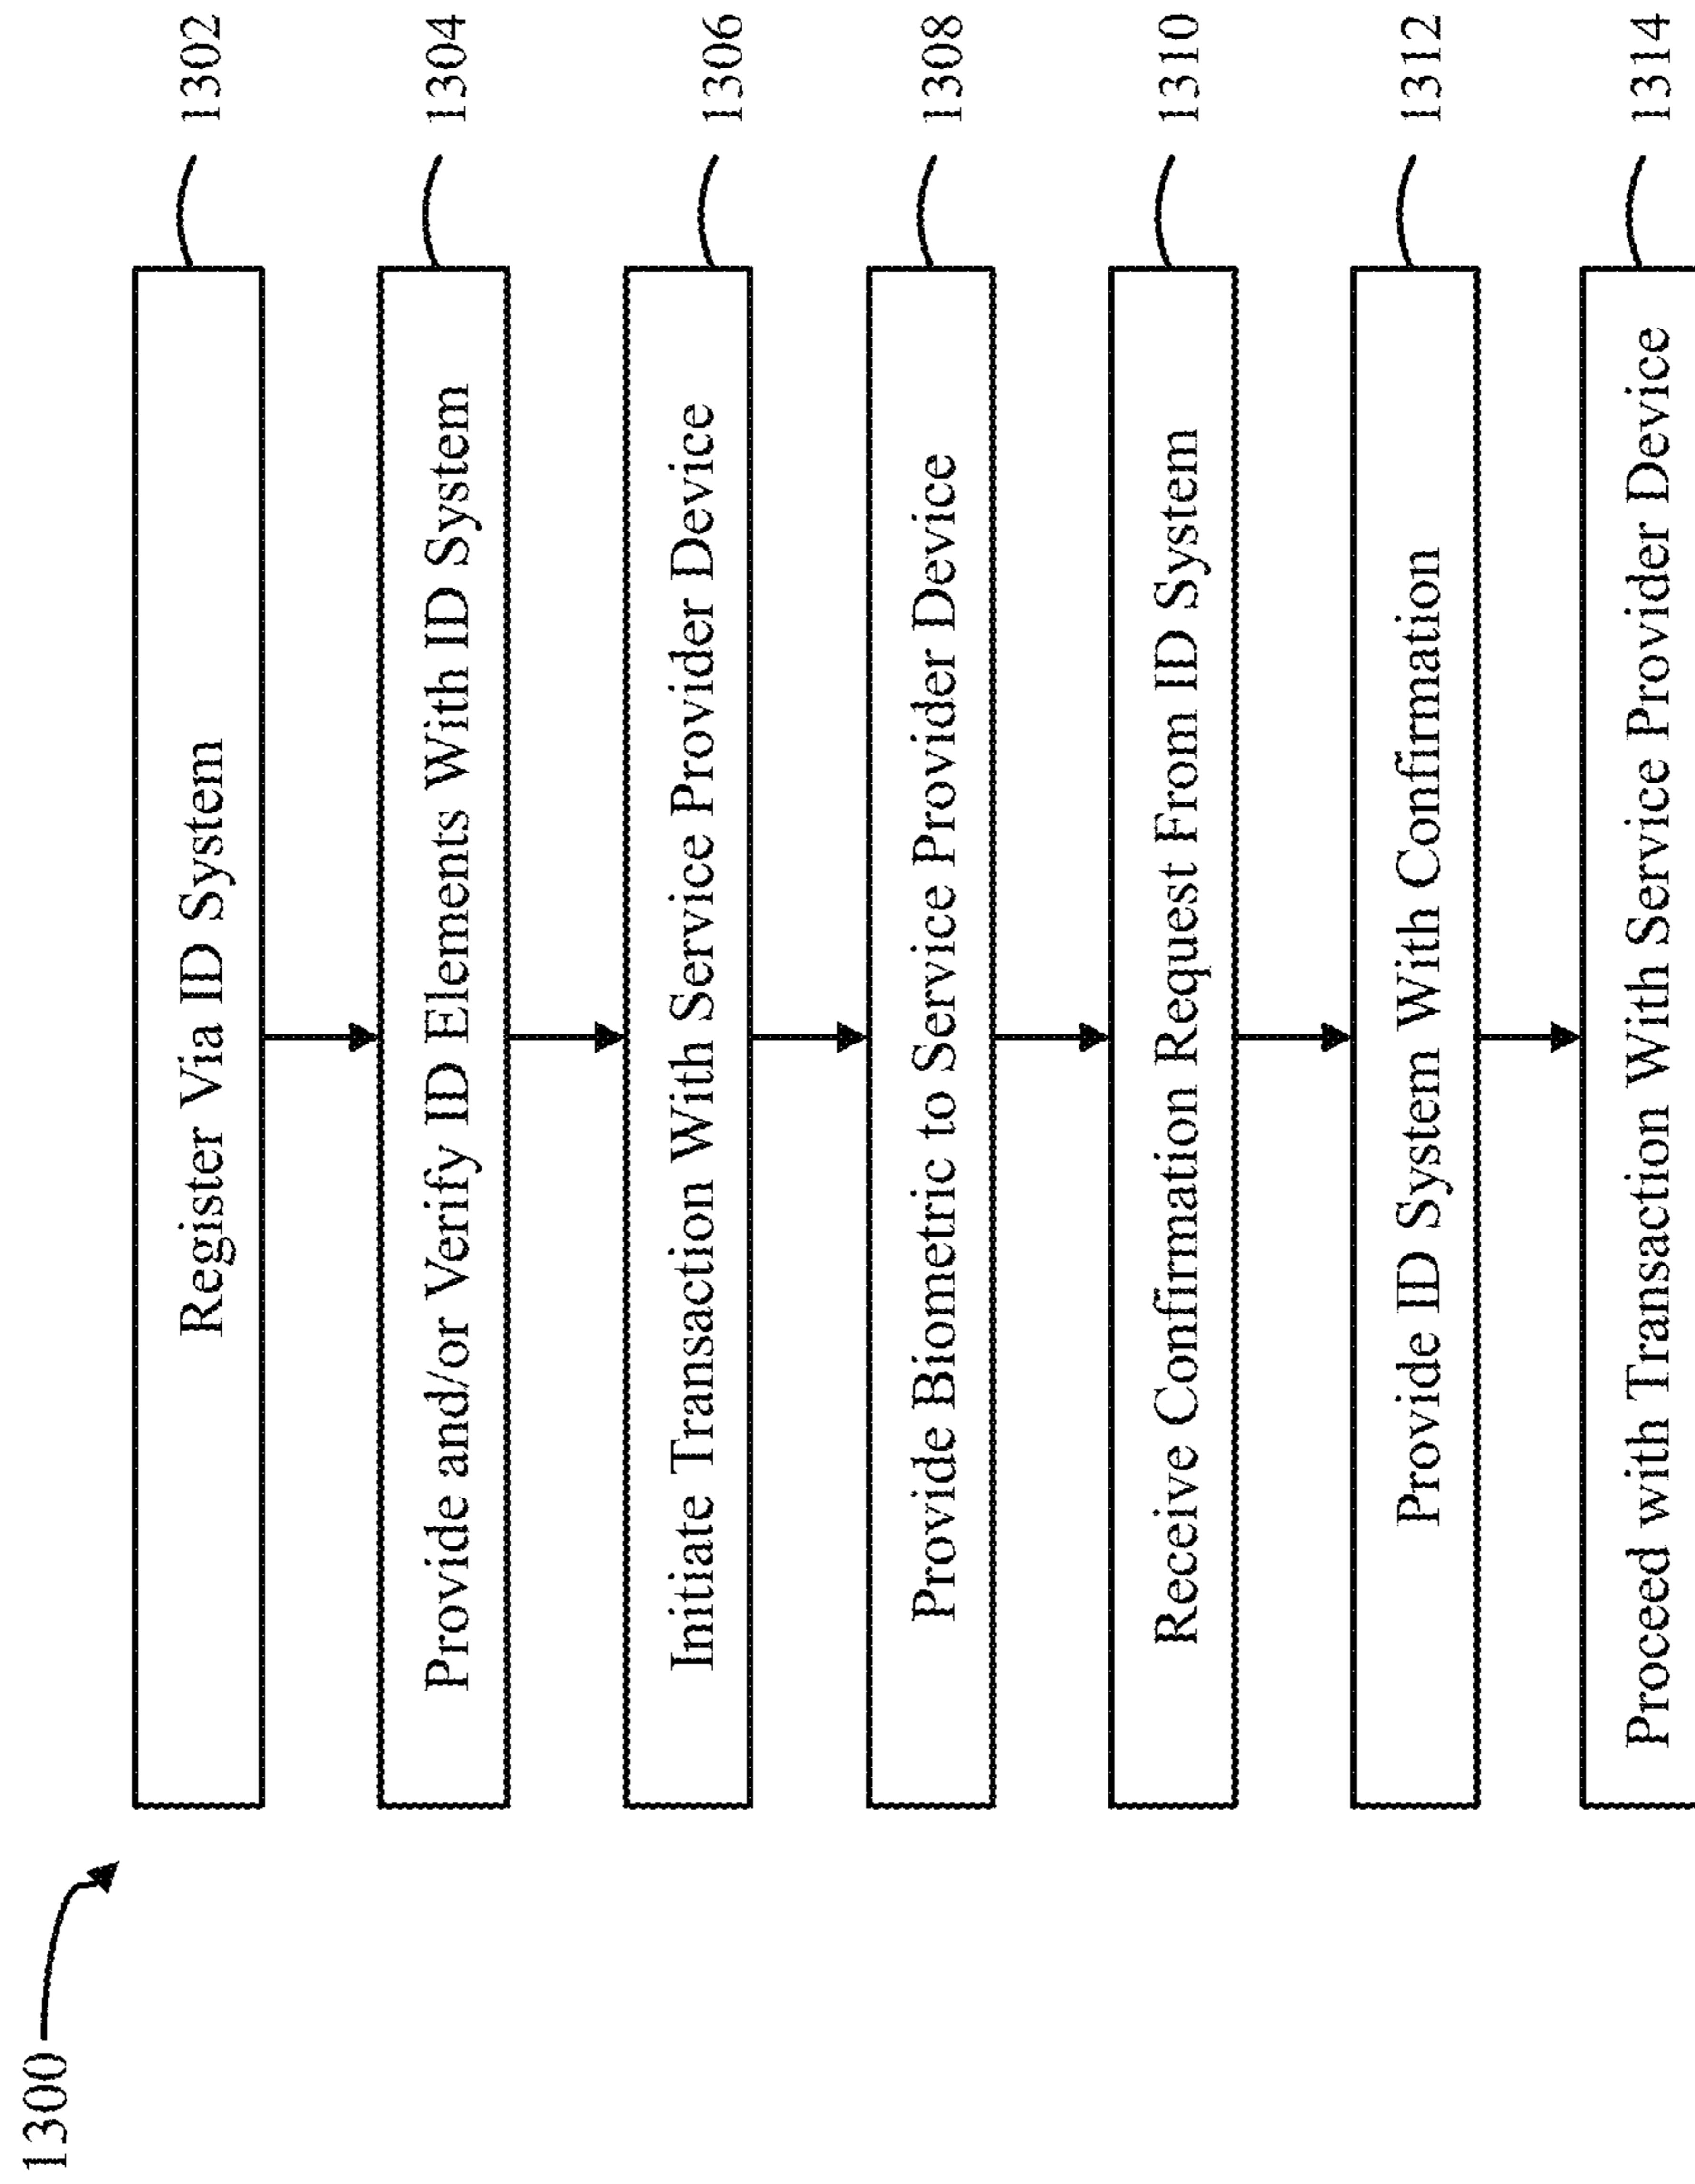 1300
Register Via ID System
1302
Provide and/or Verify ID Elements With ID System
1304
Initiate Transaction With Service Provider Device
1306
Provide Biometric to Service Provider Device
1308
Receive Confirmation Request From ID System
1310
Provide ID System With Confirmation
1312
Proceed with Transaction With Service Provider Device
1314